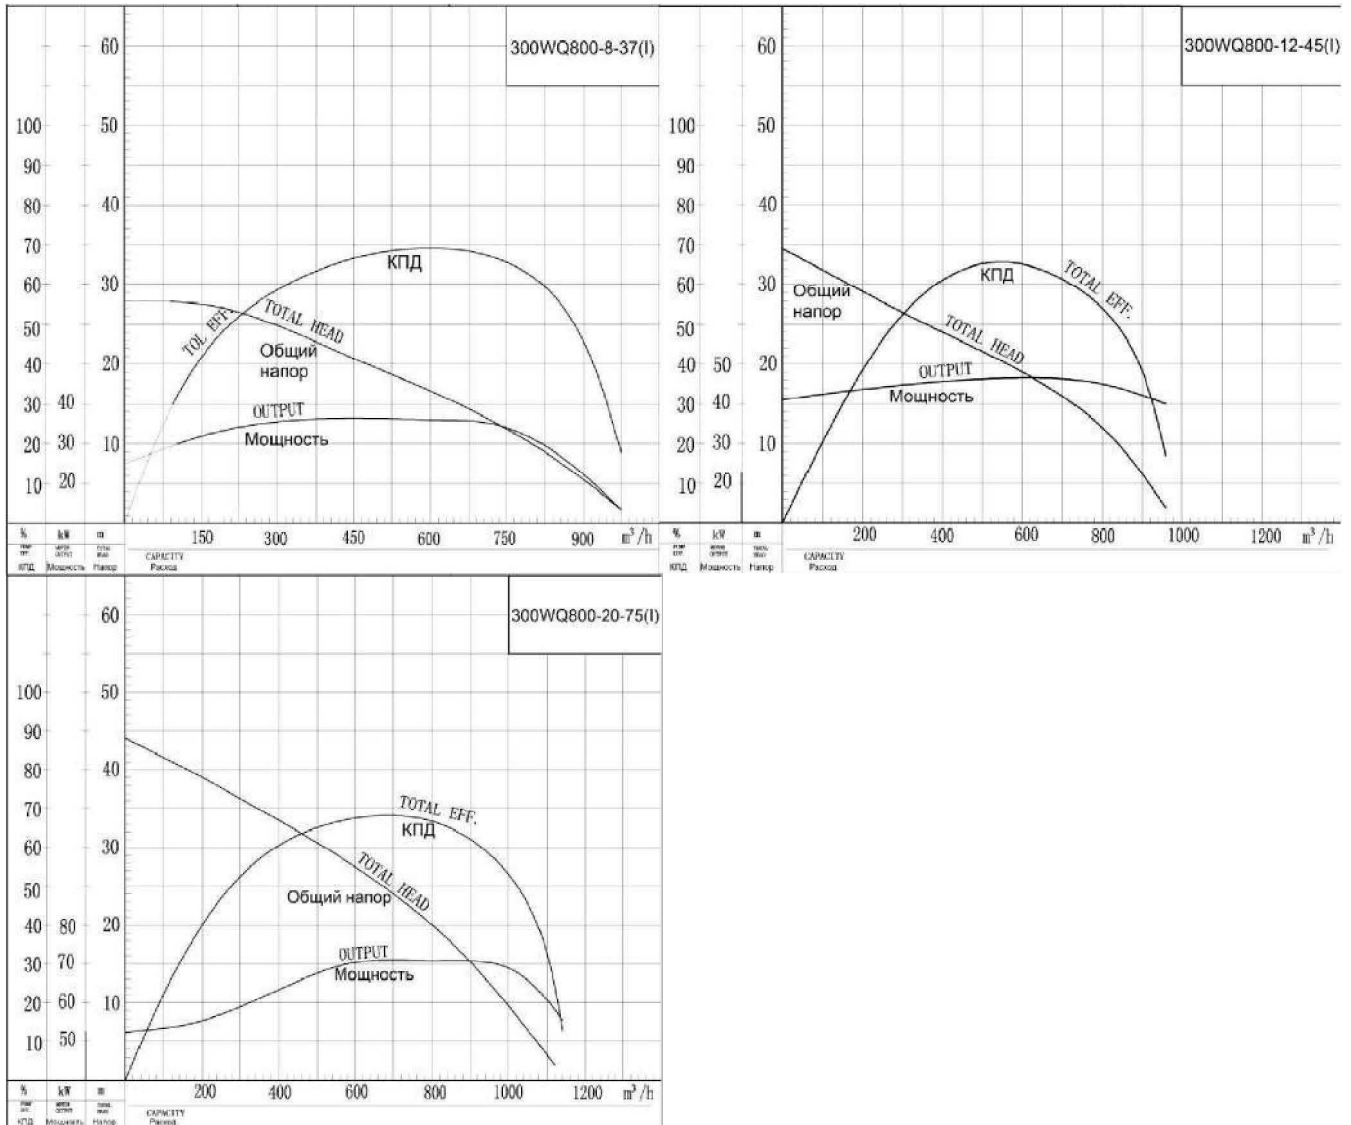 300WQ800-8-37(I)
60
100 50
90
80 40
70
КПД
60 30
TOTAL HEAD
TOL EFF.
50
Общий
напор
40 20
30 40
OUTPUT
Мощность
20 30 10
10 20
% kW m 150 300 450 600 750 900 m³/h
CAPACITY
КПД Мощность Напор Расход
300WQ800-12-45(I)
60
100 50
90
80 40
70
TOTAL EFF.
КПД
60 30
Общий
напор
50
TOTAL HEAD
40 50 20
OUTPUT
Мощность
30 40
20 30 10
10 20
% kW m 200 400 600 800 1000 1200 m³/h
CAPACITY
КПД Мощность Напор Расход
300WQ800-20-75(I)
60
100 50
90
80 40
70
TOTAL EFF.
КПД
60 30
TOTAL HEAD
50
Общий напор
40 80 20
OUTPUT
30 70
Мощность
20 60 10
10 50
% kW m 200 400 600 800 1000 1200 m³/h
CAPACITY
КПД Мощность Напор Расход